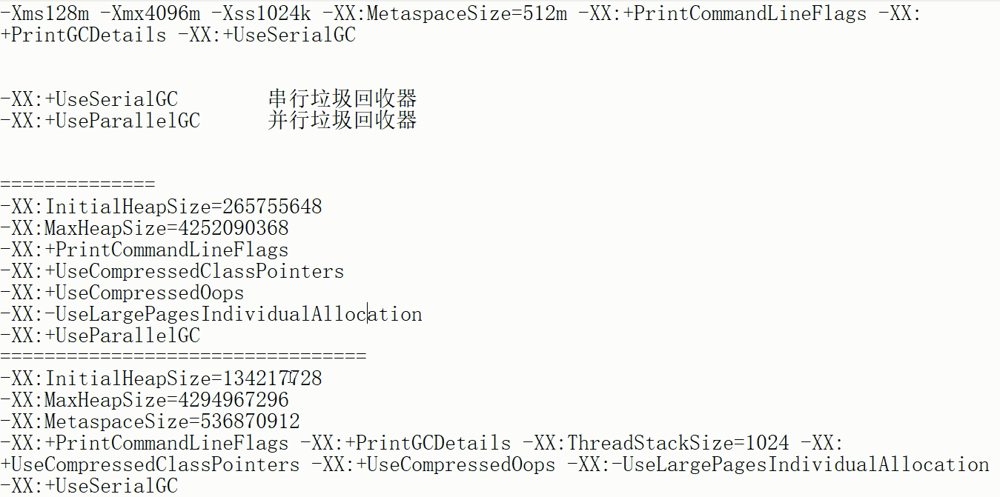 -Xms128m -Xmx4096m -Xss1024k -XX:MetaspaceSize=512m -XX:+PrintCommandLineFlags -XX:
+PrintGCDetails -XX:+UseSerialGC
-XX:+UseSerialGC 串行垃圾回收器
-XX:+UseParallelGC 并行垃圾回收器
==============
-XX:InitialHeapSize=265755648
-XX:MaxHeapSize=4252090368
-XX:+PrintCommandLineFlags
-XX:+UseCompressedClassPointers
-XX:+UseCompressedOops
-XX:-UseLargePagesIndividualAllocation
-XX:+UseParallelGC
=================================
-XX:InitialHeapSize=134217728
-XX:MaxHeapSize=4294967296
-XX:MetaspaceSize=536870912
-XX:+PrintCommandLineFlags -XX:+PrintGCDetails -XX:ThreadStackSize=1024 -XX:
+UseCompressedClassPointers -XX:+UseCompressedOops -XX:-UseLargePagesIndividualAllocation
-XX:+UseSerialGC